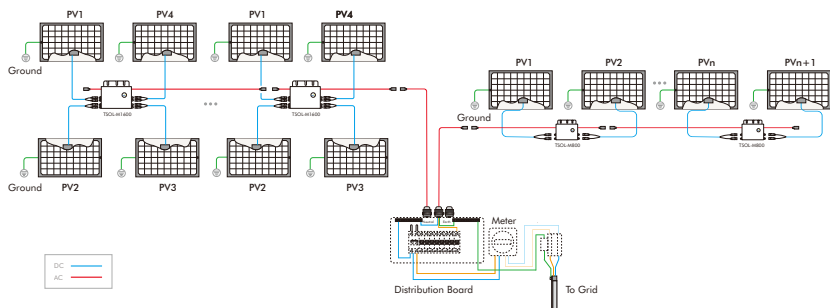 PV1 PV4 PV1 PV4
Ground
TSOL-M1600 TSOL-M1600
Ground
PV2 PV3 PV2 PV3
PV1 PV2 PVn PVn+1
Ground
TSOL-M800 TSOL-M800
Meter
Distribution Board
To Grid
DC
AC